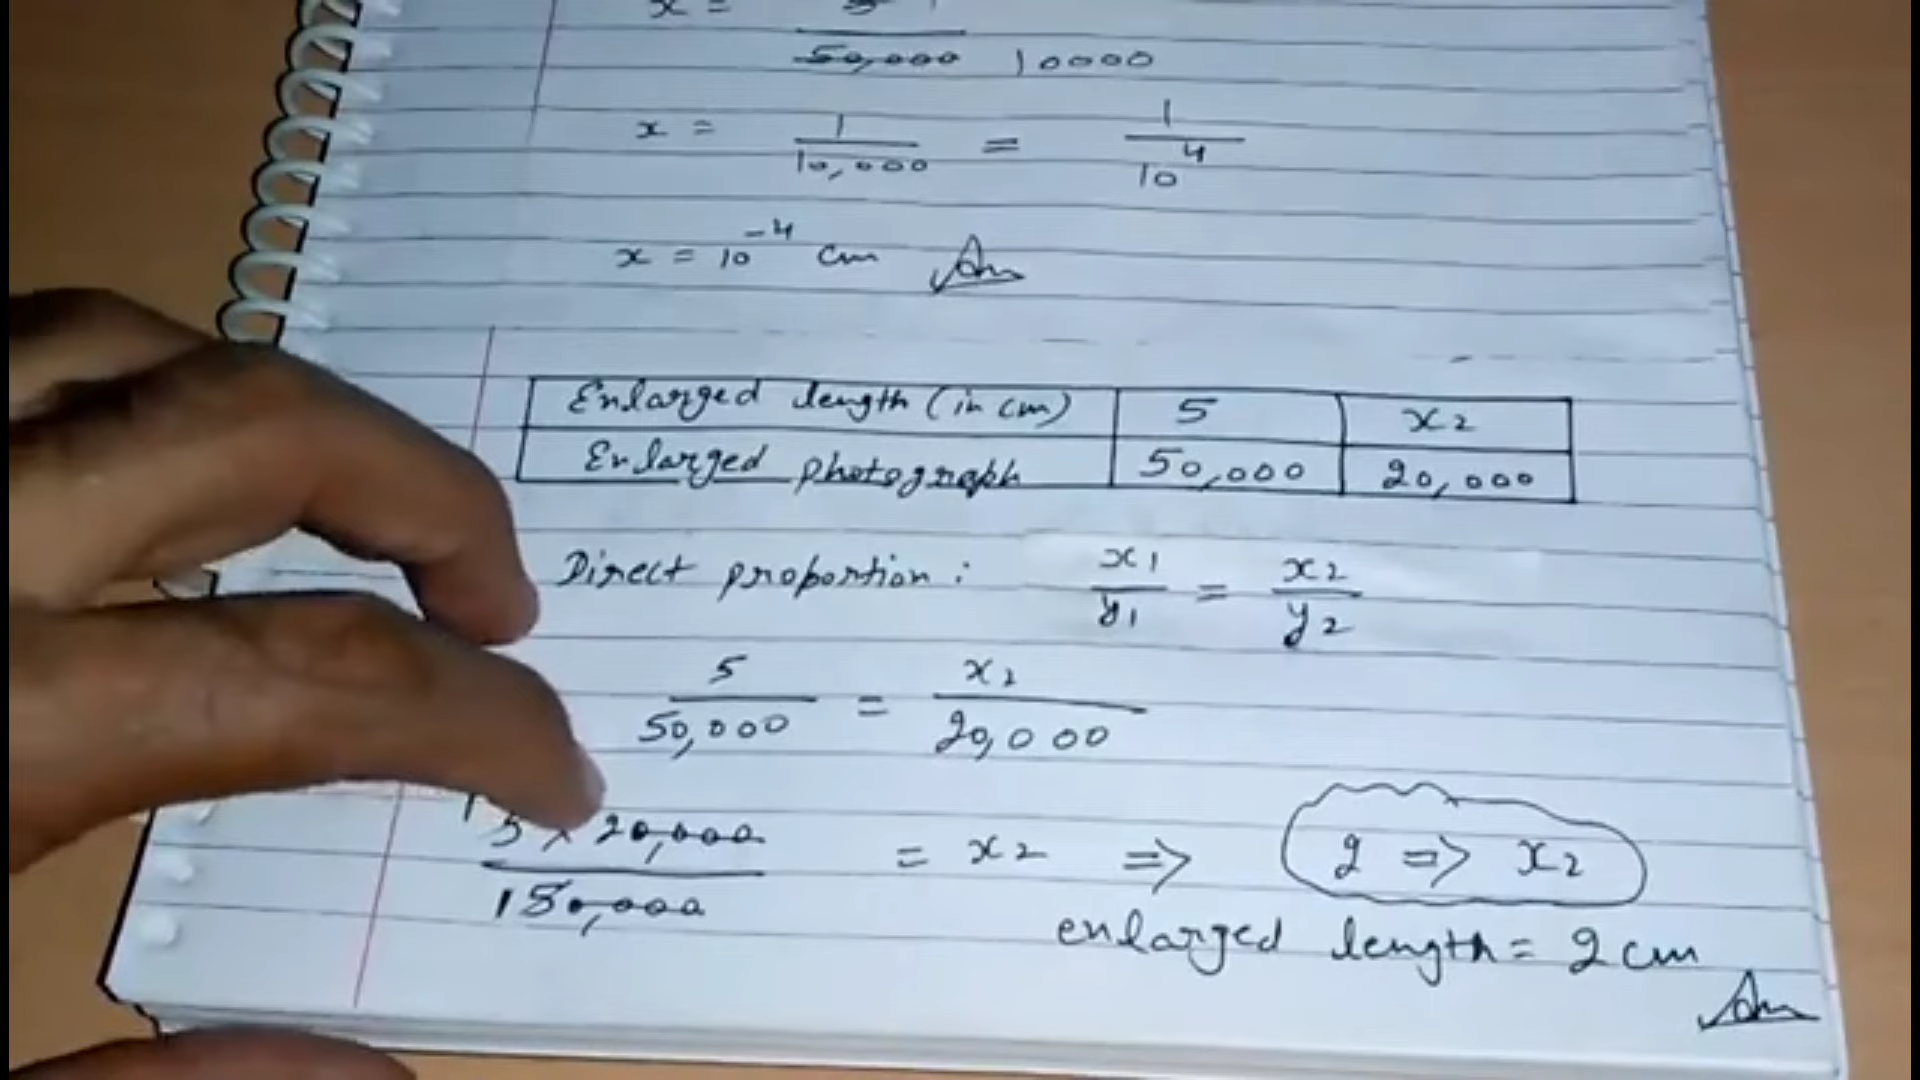 x =
50,000 10000
x = 1/10,000 = 1/10^4
x = 10^-4 cm Ans
Enlarged length (in cm) 5 x2
Enlarged photograph 50,000 20,000
Direct proportion : x1/y1 = x2/y2
5/50,000 = x2/20,000
5 x 20,000 / 50,000 = x2 => 2 => x2
enlarged length = 2 cm
Ans